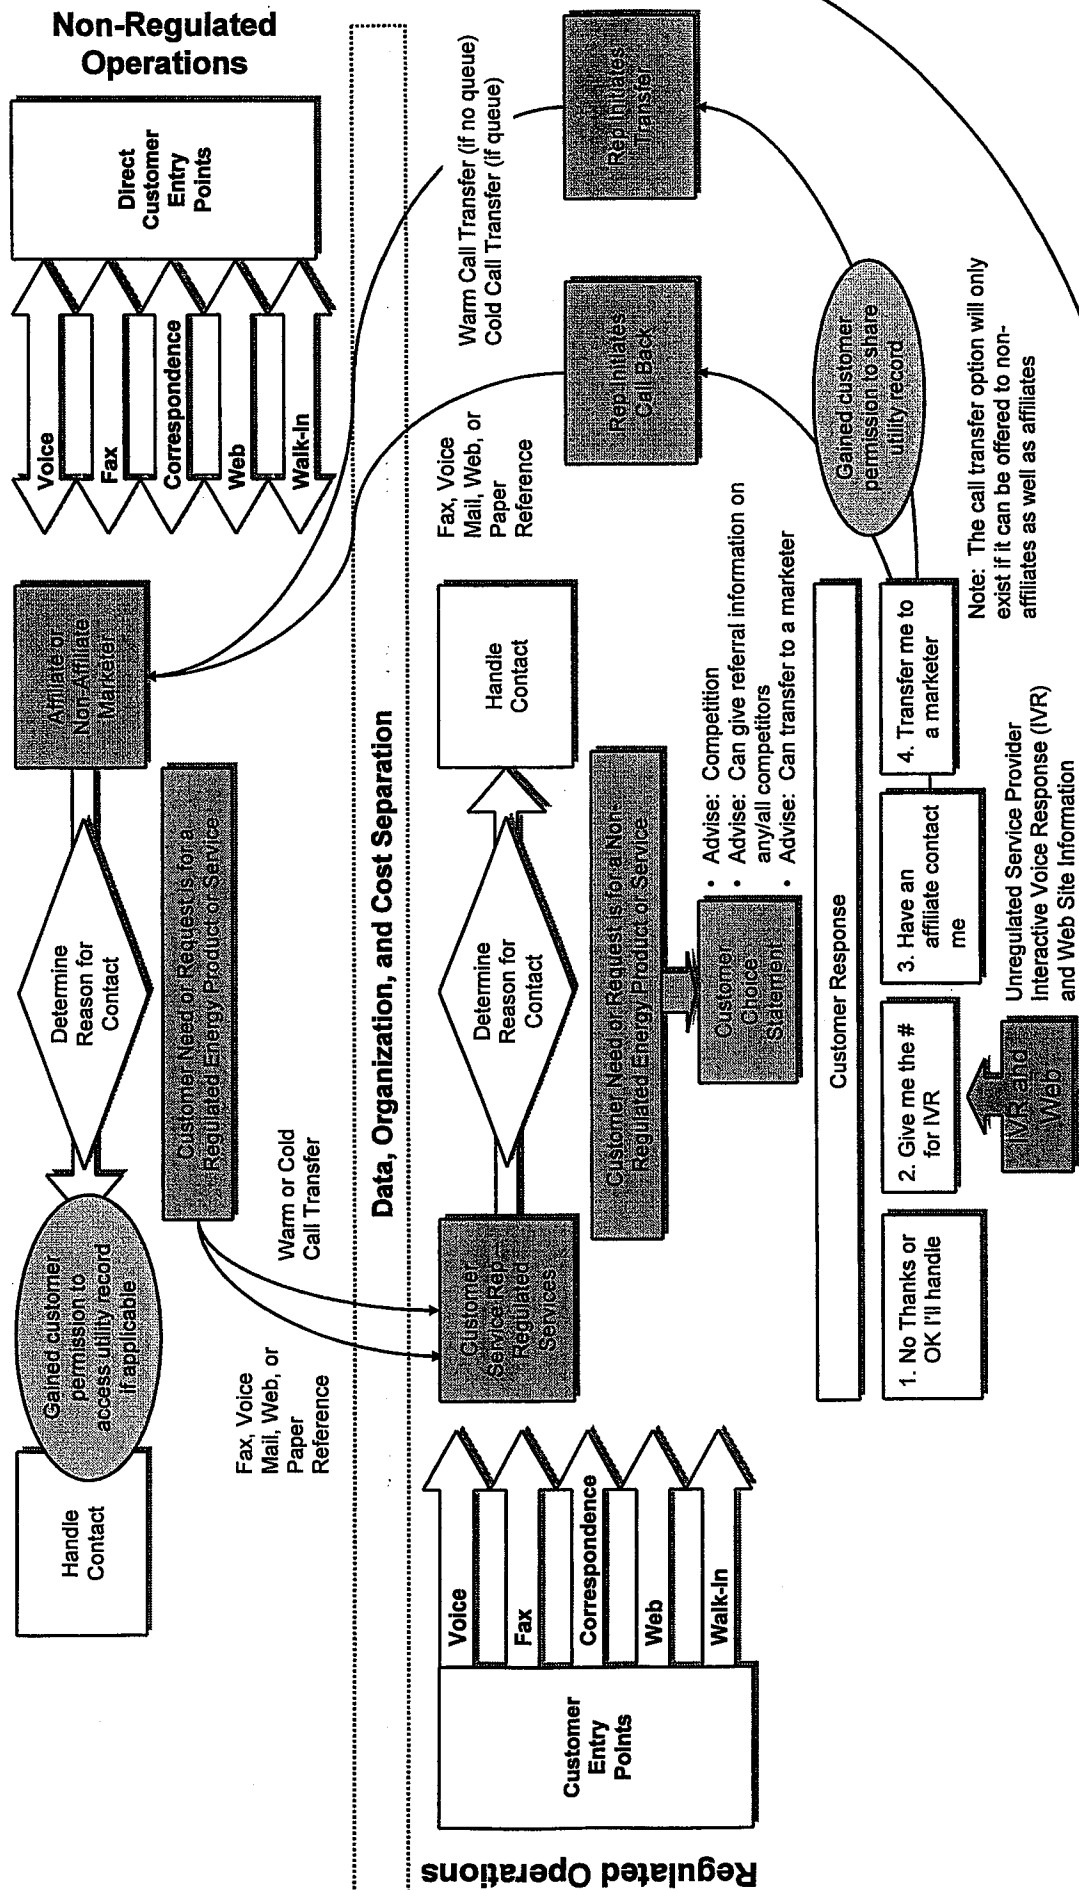 Non-Regulated
Operations
Direct
Customer
Entry
Points
Voice
Fax
Correspondence
Web
Walk-In
Affiliate or
Non-Affiliate
Marketer
Determine
Reason for
Contact
Gained customer
permission to
access utility record
if applicable
Handle
Contact
Customer Need or Request is for a
Regulated Energy Product or Service
Fax, Voice
Mail, Web, or
Paper
Reference
Warm or Cold
Call Transfer
Data, Organization, and Cost Separation
Warm Call Transfer (if no queue)
Cold Call Transfer (if queue)
Fax, Voice
Mail, Web, or
Paper
Reference
Regulated Operations
Customer
Entry
Points
Voice
Fax
Correspondence
Web
Walk-In
Customer
Service Rep
Regulated
Services
Determine
Reason for
Contact
Handle
Contact
Customer Need or Request is for a Non-
Regulated Energy Product or Service
Customer
Choice
Statement
• Advise: Competition
• Advise: Can give referral information on
any/all competitors
• Advise: Can transfer to a marketer
Rep Initiates
Call Back
Rep Initiates
Transfer
Customer Response
1. No Thanks or
OK I'll handle
2. Give me the #
for IVR
3. Have an
affiliate contact
me
4. Transfer me to
a marketer
Gained customer
permission to share
utility record
IVR and
Web
Unregulated Service Provider
Interactive Voice Response (IVR)
and Web Site Information
Note: The call transfer option will only
exist if it can be offered to non-
affiliates as well as affiliates